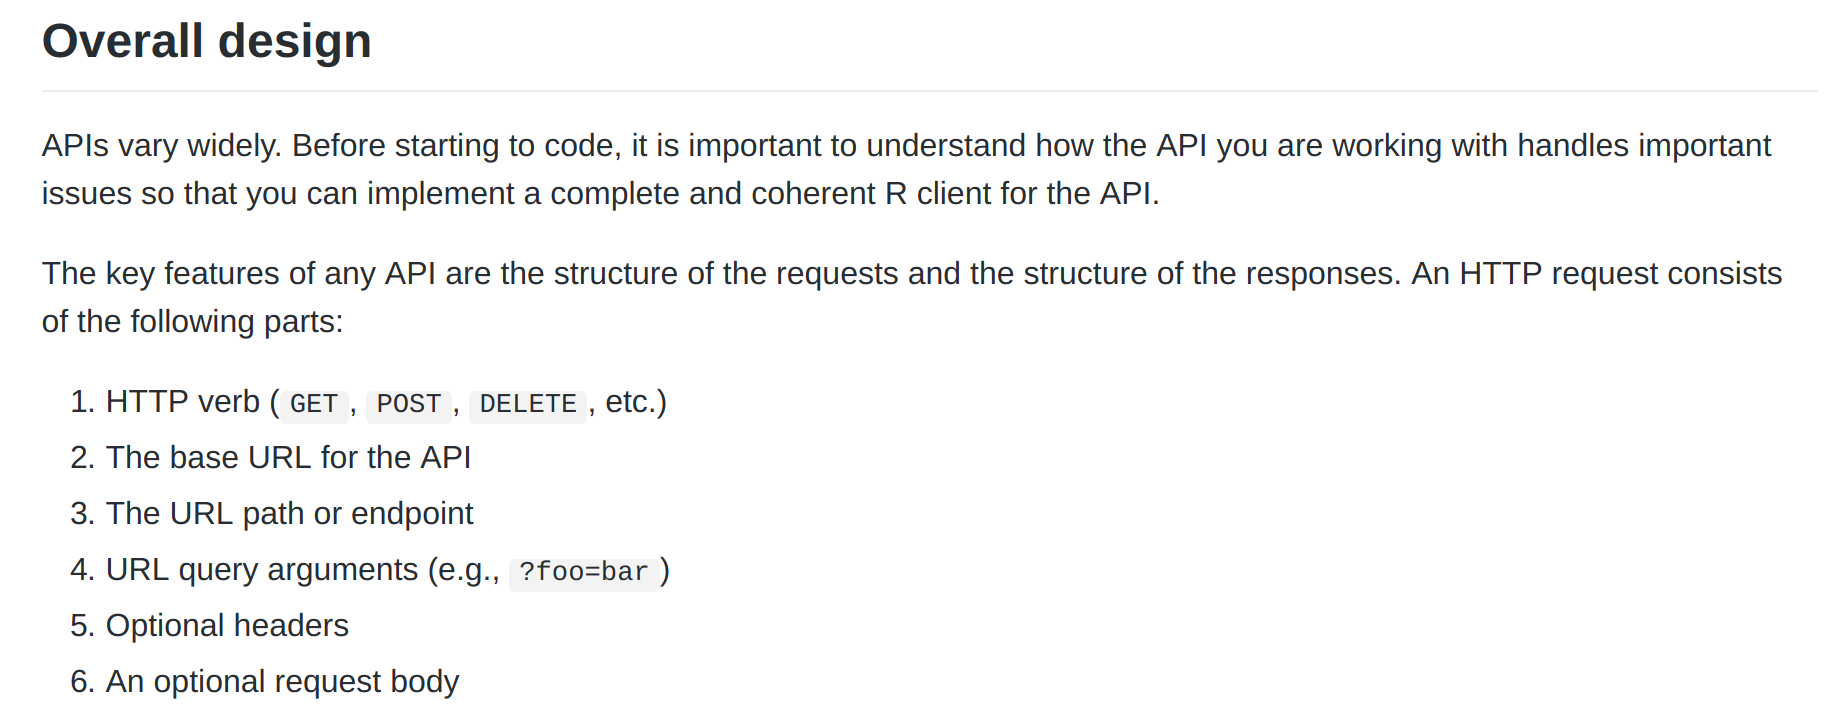 Overall design
APIs vary widely. Before starting to code, it is important to understand how the API you are working with handles important
issues so that you can implement a complete and coherent R client for the API.
The key features of any API are the structure of the requests and the structure of the responses. An HTTP request consists
of the following parts:
1. HTTP verb (GET, POST, DELETE, etc.)
2. The base URL for the API
3. The URL path or endpoint
4. URL query arguments (e.g., ?foo=bar)
5. Optional headers
6. An optional request body